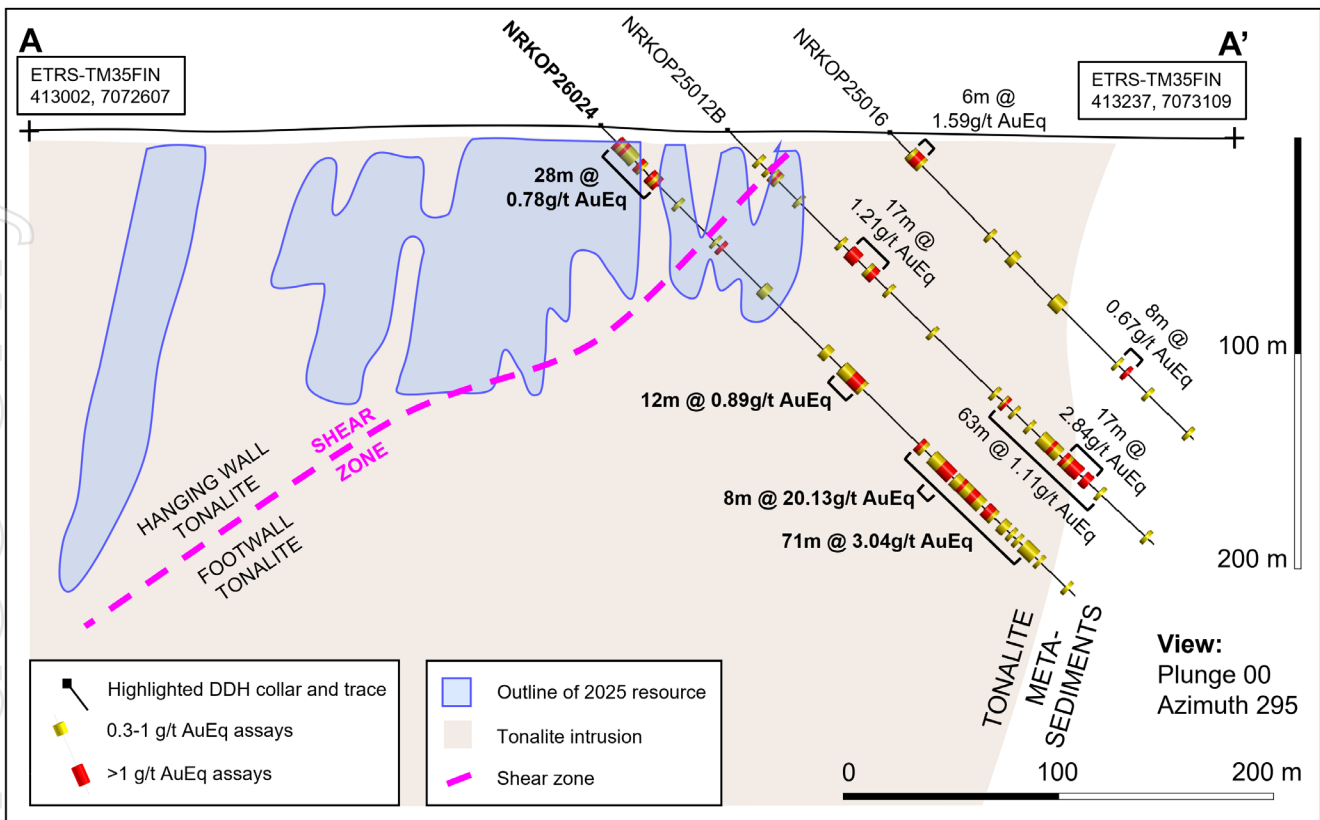 A
A'
ETRS-TM35FIN
413002, 7072607
NRKOP26024
NRKOP25012B
NRKOP25016
ETRS-TM35FIN
413237, 7073109
6m @
1.59g/t AuEq
28m @
0.78g/t AuEq
17m @
1.21g/t AuEq
8m @
0.67g/t AuEq
100 m
12m @ 0.89g/t AuEq
63m @ 1.11g/t AuEq
17m @
2.84g/t AuEq
SHEAR
ZONE
HANGING WALL
TONALITE
FOOTWALL
TONALITE
8m @ 20.13g/t AuEq
71m @ 3.04g/t AuEq
200 m
TONALITE
META-
SEDIMENTS
View:
Plunge 00
Azimuth 295
Highlighted DDH collar and trace
0.3-1 g/t AuEq assays
>1 g/t AuEq assays
Outline of 2025 resource
Tonalite intrusion
Shear zone
0 100 200 m